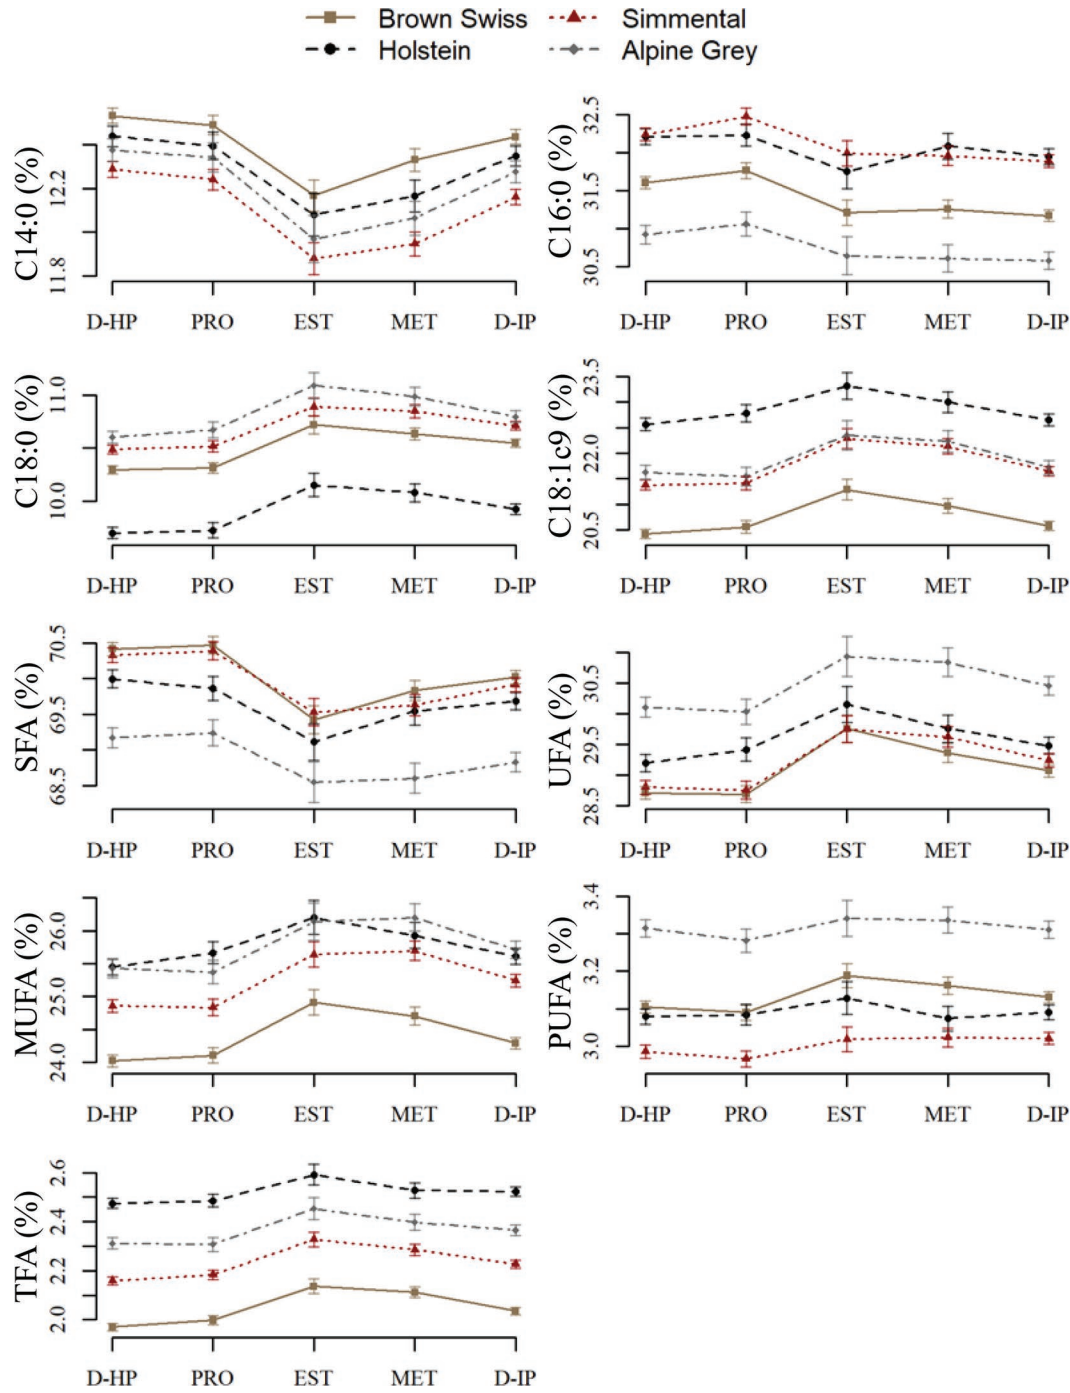 Brown Swiss Simmental
Holstein Alpine Grey
C14:0 (%)
11.8 12.2
D-HP PRO EST MET D-IP
C16:0 (%)
30.5 31.5 32.5
D-HP PRO EST MET D-IP
C18:0 (%)
10.0 11.0
D-HP PRO EST MET D-IP
C18:1c9 (%)
20.5 22.0 23.5
D-HP PRO EST MET D-IP
SFA (%)
68.5 69.5 70.5
D-HP PRO EST MET D-IP
UFA (%)
28.5 29.5 30.5
D-HP PRO EST MET D-IP
MUFA (%)
24.0 25.0 26.0
D-HP PRO EST MET D-IP
PUFA (%)
3.0 3.2 3.4
D-HP PRO EST MET D-IP
TFA (%)
2.0 2.2 2.4 2.6
D-HP PRO EST MET D-IP